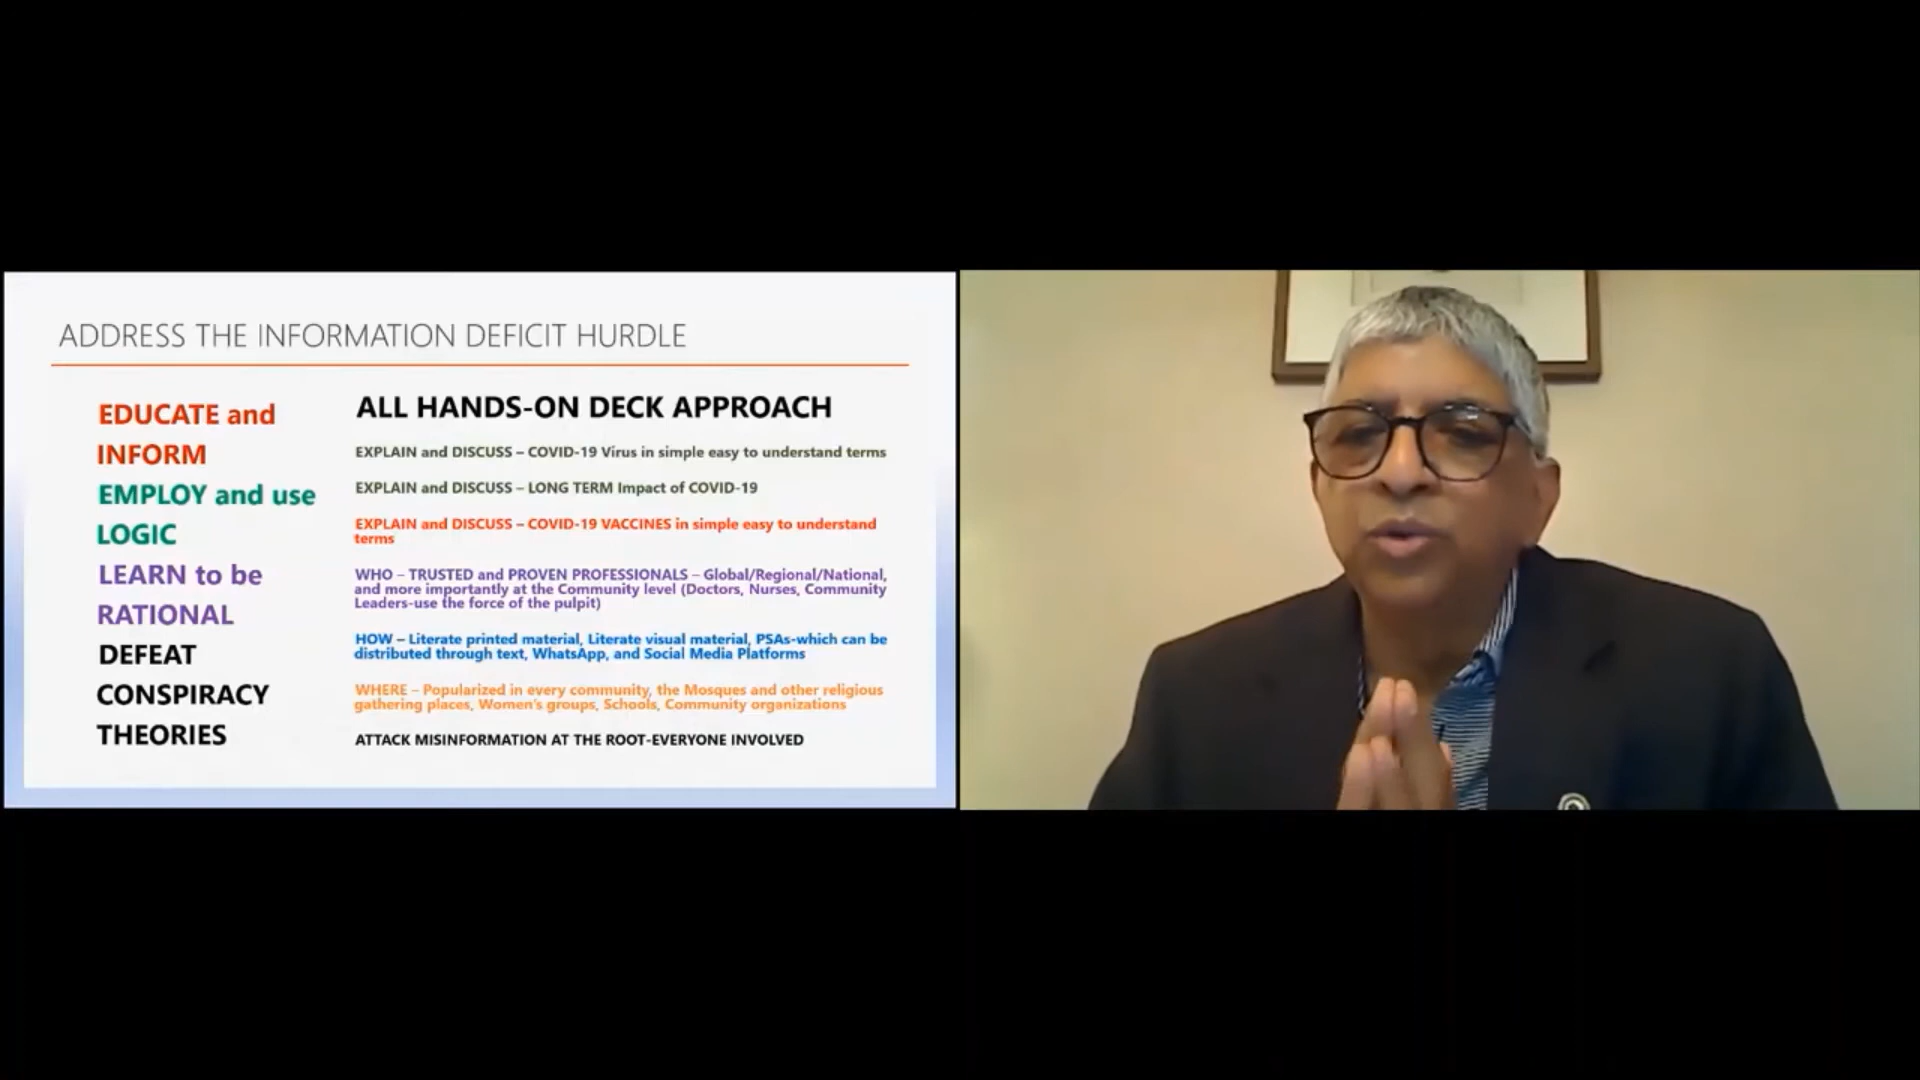 ADDRESS THE INFORMATION DEFICIT HURDLE
EDUCATE and
INFORM
EMPLOY and use
LOGIC
LEARN to be
RATIONAL
DEFEAT
CONSPIRACY
THEORIES
ALL HANDS-ON DECK APPROACH
EXPLAIN and DISCUSS – COVID-19 Virus in simple easy to understand terms
EXPLAIN and DISCUSS – LONG TERM Impact of COVID-19
EXPLAIN and DISCUSS – COVID-19 VACCINES in simple easy to understand
terms
WHO – TRUSTED and PROVEN PROFESSIONALS – Global/Regional/National,
and more importantly at the Community level (Doctors, Nurses, Community
Leaders-use the force of the pulpit)
HOW – Literate printed material, Literate visual material, PSAs-which can be
distributed through text, WhatsApp, and Social Media Platforms
WHERE – Popularized in every community, the Mosques and other religious
gathering places, Women's groups, Schools, Community organizations
ATTACK MISINFORMATION AT THE ROOT-EVERYONE INVOLVED